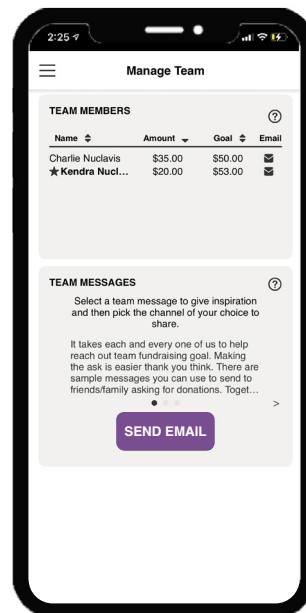 2:25
Manage Team
TEAM MEMBERS
?
Name Amount Goal Email
Charlie Nuclavis $35.00 $50.00
★Kendra Nucl... $20.00 $53.00
TEAM MESSAGES
?
Select a team message to give inspiration
and then pick the channel of your choice to
share.
It takes each and every one of us to help
reach out team fundraising goal. Making
the ask is easier thank you think. There are
sample messages you can use to send to
friends/family asking for donations. Toget...
>
SEND EMAIL